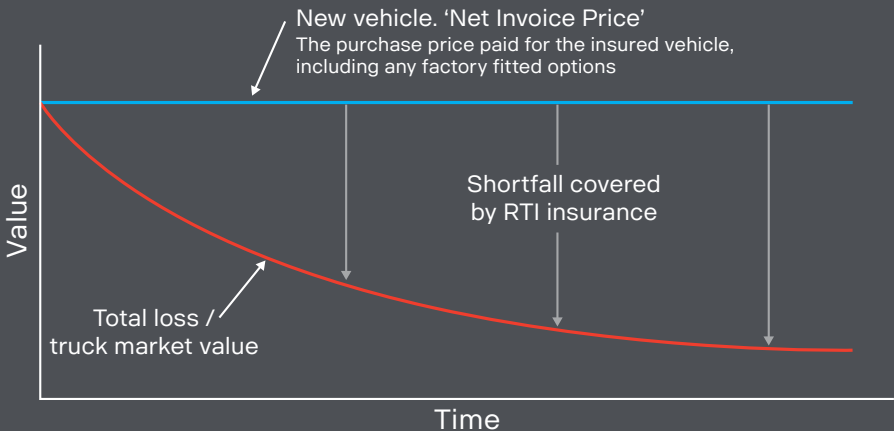 New vehicle. ‘Net Invoice Price’
The purchase price paid for the insured vehicle,
including any factory fitted options
Value
Shortfall covered
by RTI insurance
Total loss /
truck market value
Time